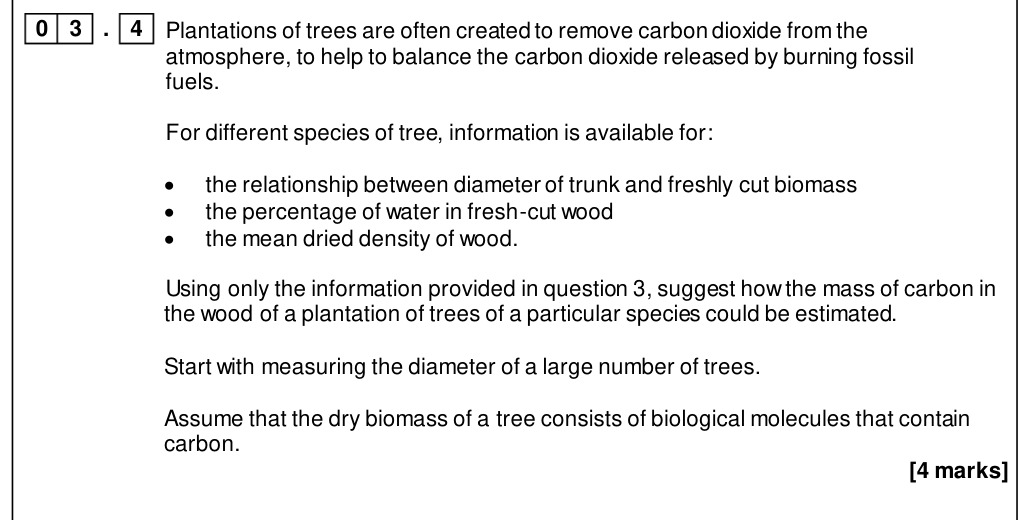 03.4 Plantations of trees are often created to remove carbon dioxide from the
atmosphere, to help to balance the carbon dioxide released by burning fossil
fuels.
For different species of tree, information is available for:
• the relationship between diameter of trunk and freshly cut biomass
• the percentage of water in fresh-cut wood
• the mean dried density of wood.
Using only the information provided in question 3, suggest how the mass of carbon in
the wood of a plantation of trees of a particular species could be estimated.
Start with measuring the diameter of a large number of trees.
Assume that the dry biomass of a tree consists of biological molecules that contain
carbon.
[4 marks]